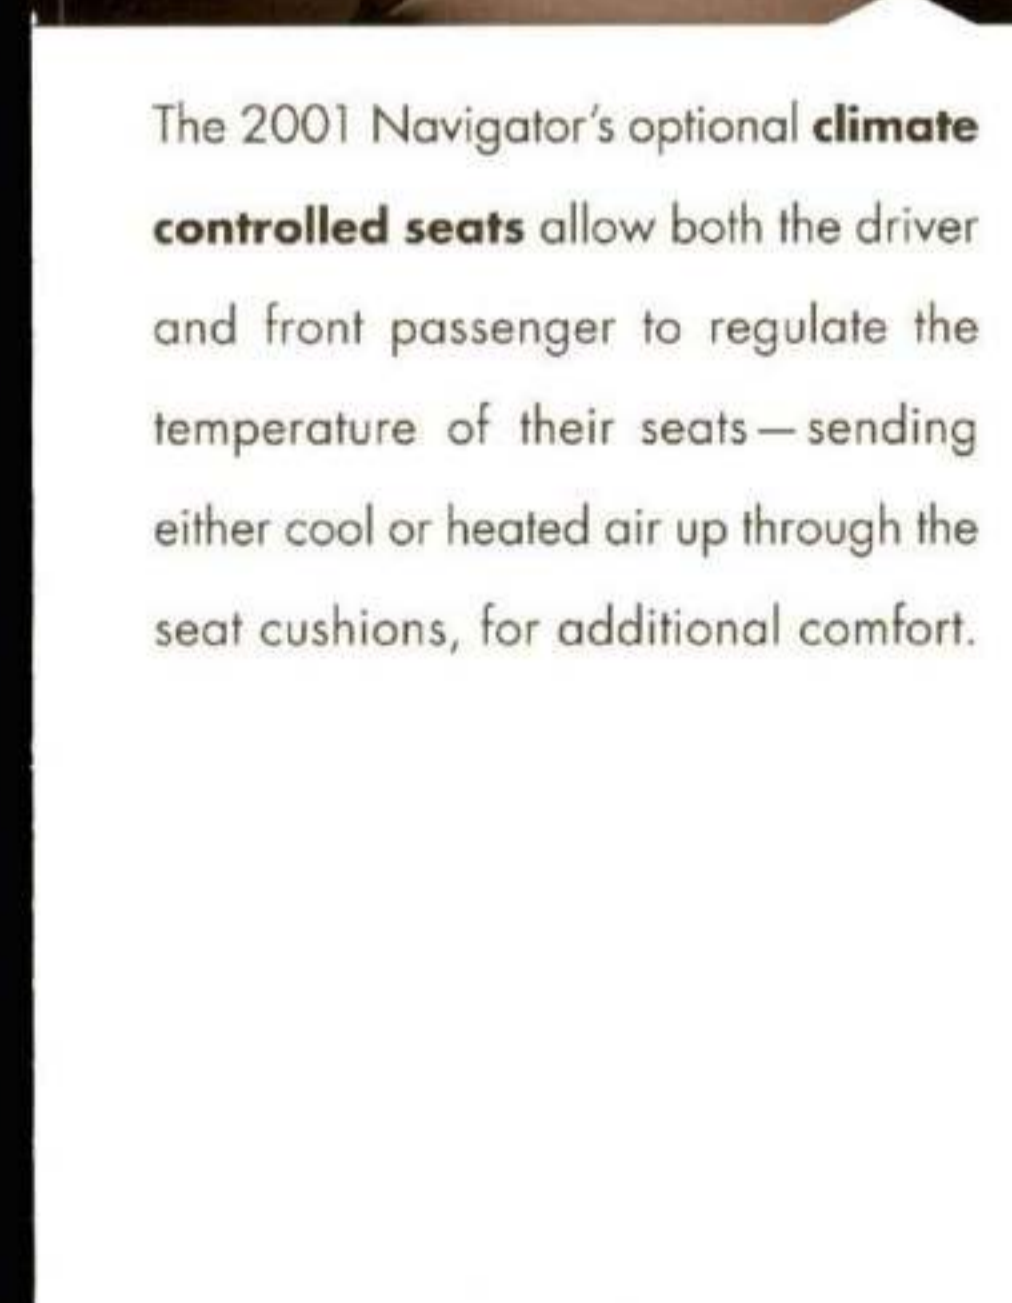 The 2001 Navigator's optional climate
controlled seats allow both the driver
and front passenger to regulate the
temperature of their seats—sending
either cool or heated air up through the
seat cushions, for additional comfort.